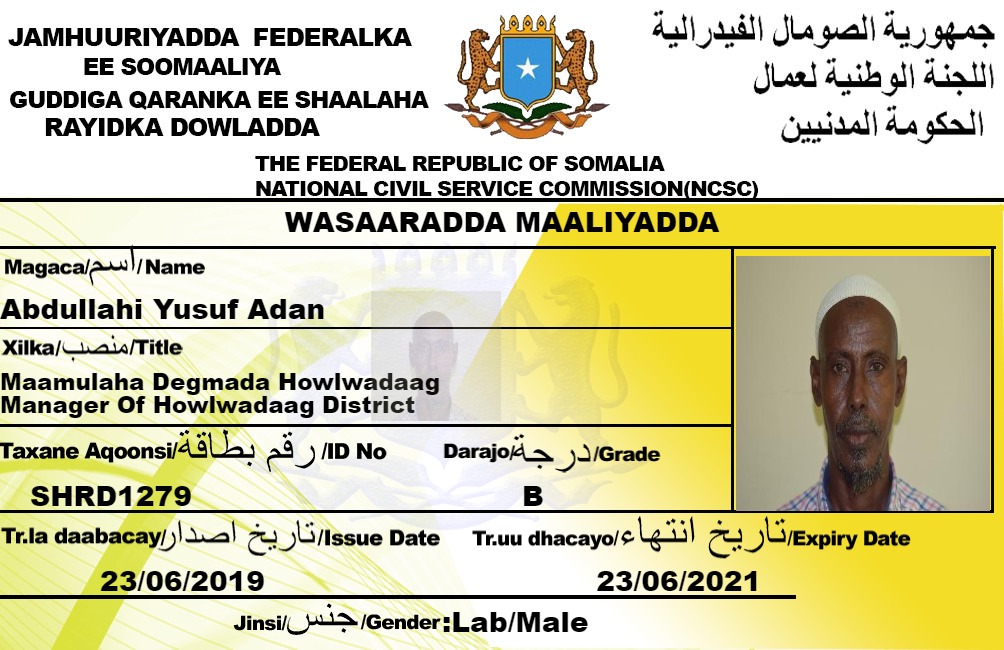 JAMHUURIYADDA FEDERALKA
EE SOOMAALIYA
GUDDIGA QARANKA EE SHAALAHA
RAYIDKA DOWLADDA
جمهورية الصومال الفيدرالية
اللجنة الوطنية لعمال
الحكومة المدنيين
THE FEDERAL REPUBLIC OF SOMALIA
NATIONAL CIVIL SERVICE COMMISSION(NCSC)
WASAARADDA MAALIYADDA
Magaca/اسم/Name
Abdullahi Yusuf Adan
Xilka/منصب/Title
Maamulaha Degmada Howlwadaag
Manager Of Howlwadaag District
Taxane Aqoonsi/رقم بطاقة/ID No
Darajo/درجة/Grade
SHRD1279
B
Tr.la daabacay/تاريخ اصدار/Issue Date
Tr.uu dhacayo/تاريخ انتهاء/Expiry Date
23/06/2019
23/06/2021
Jinsi/جنس/Gender:Lab/Male